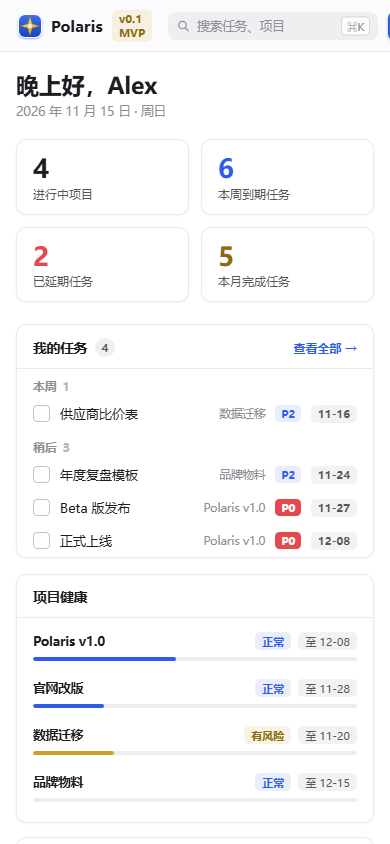 Polaris
v0.1
MVP
搜索任务、项目
⌘K
晚上好，Alex
2026 年 11 月 15 日 · 周日
4
进行中项目
6
本周到期任务
2
已延期任务
5
本月完成任务
我的任务 4
查看全部 →
本周 1
供应商比价表 数据迁移 P2 11-16
稍后 3
年度复盘模板 品牌物料 P2 11-24
Beta 版发布 Polaris v1.0 P0 11-27
正式上线 Polaris v1.0 P0 12-08
项目健康
Polaris v1.0 正常 至 12-08
官网改版 正常 至 11-28
数据迁移 有风险 至 11-20
品牌物料 正常 至 12-15